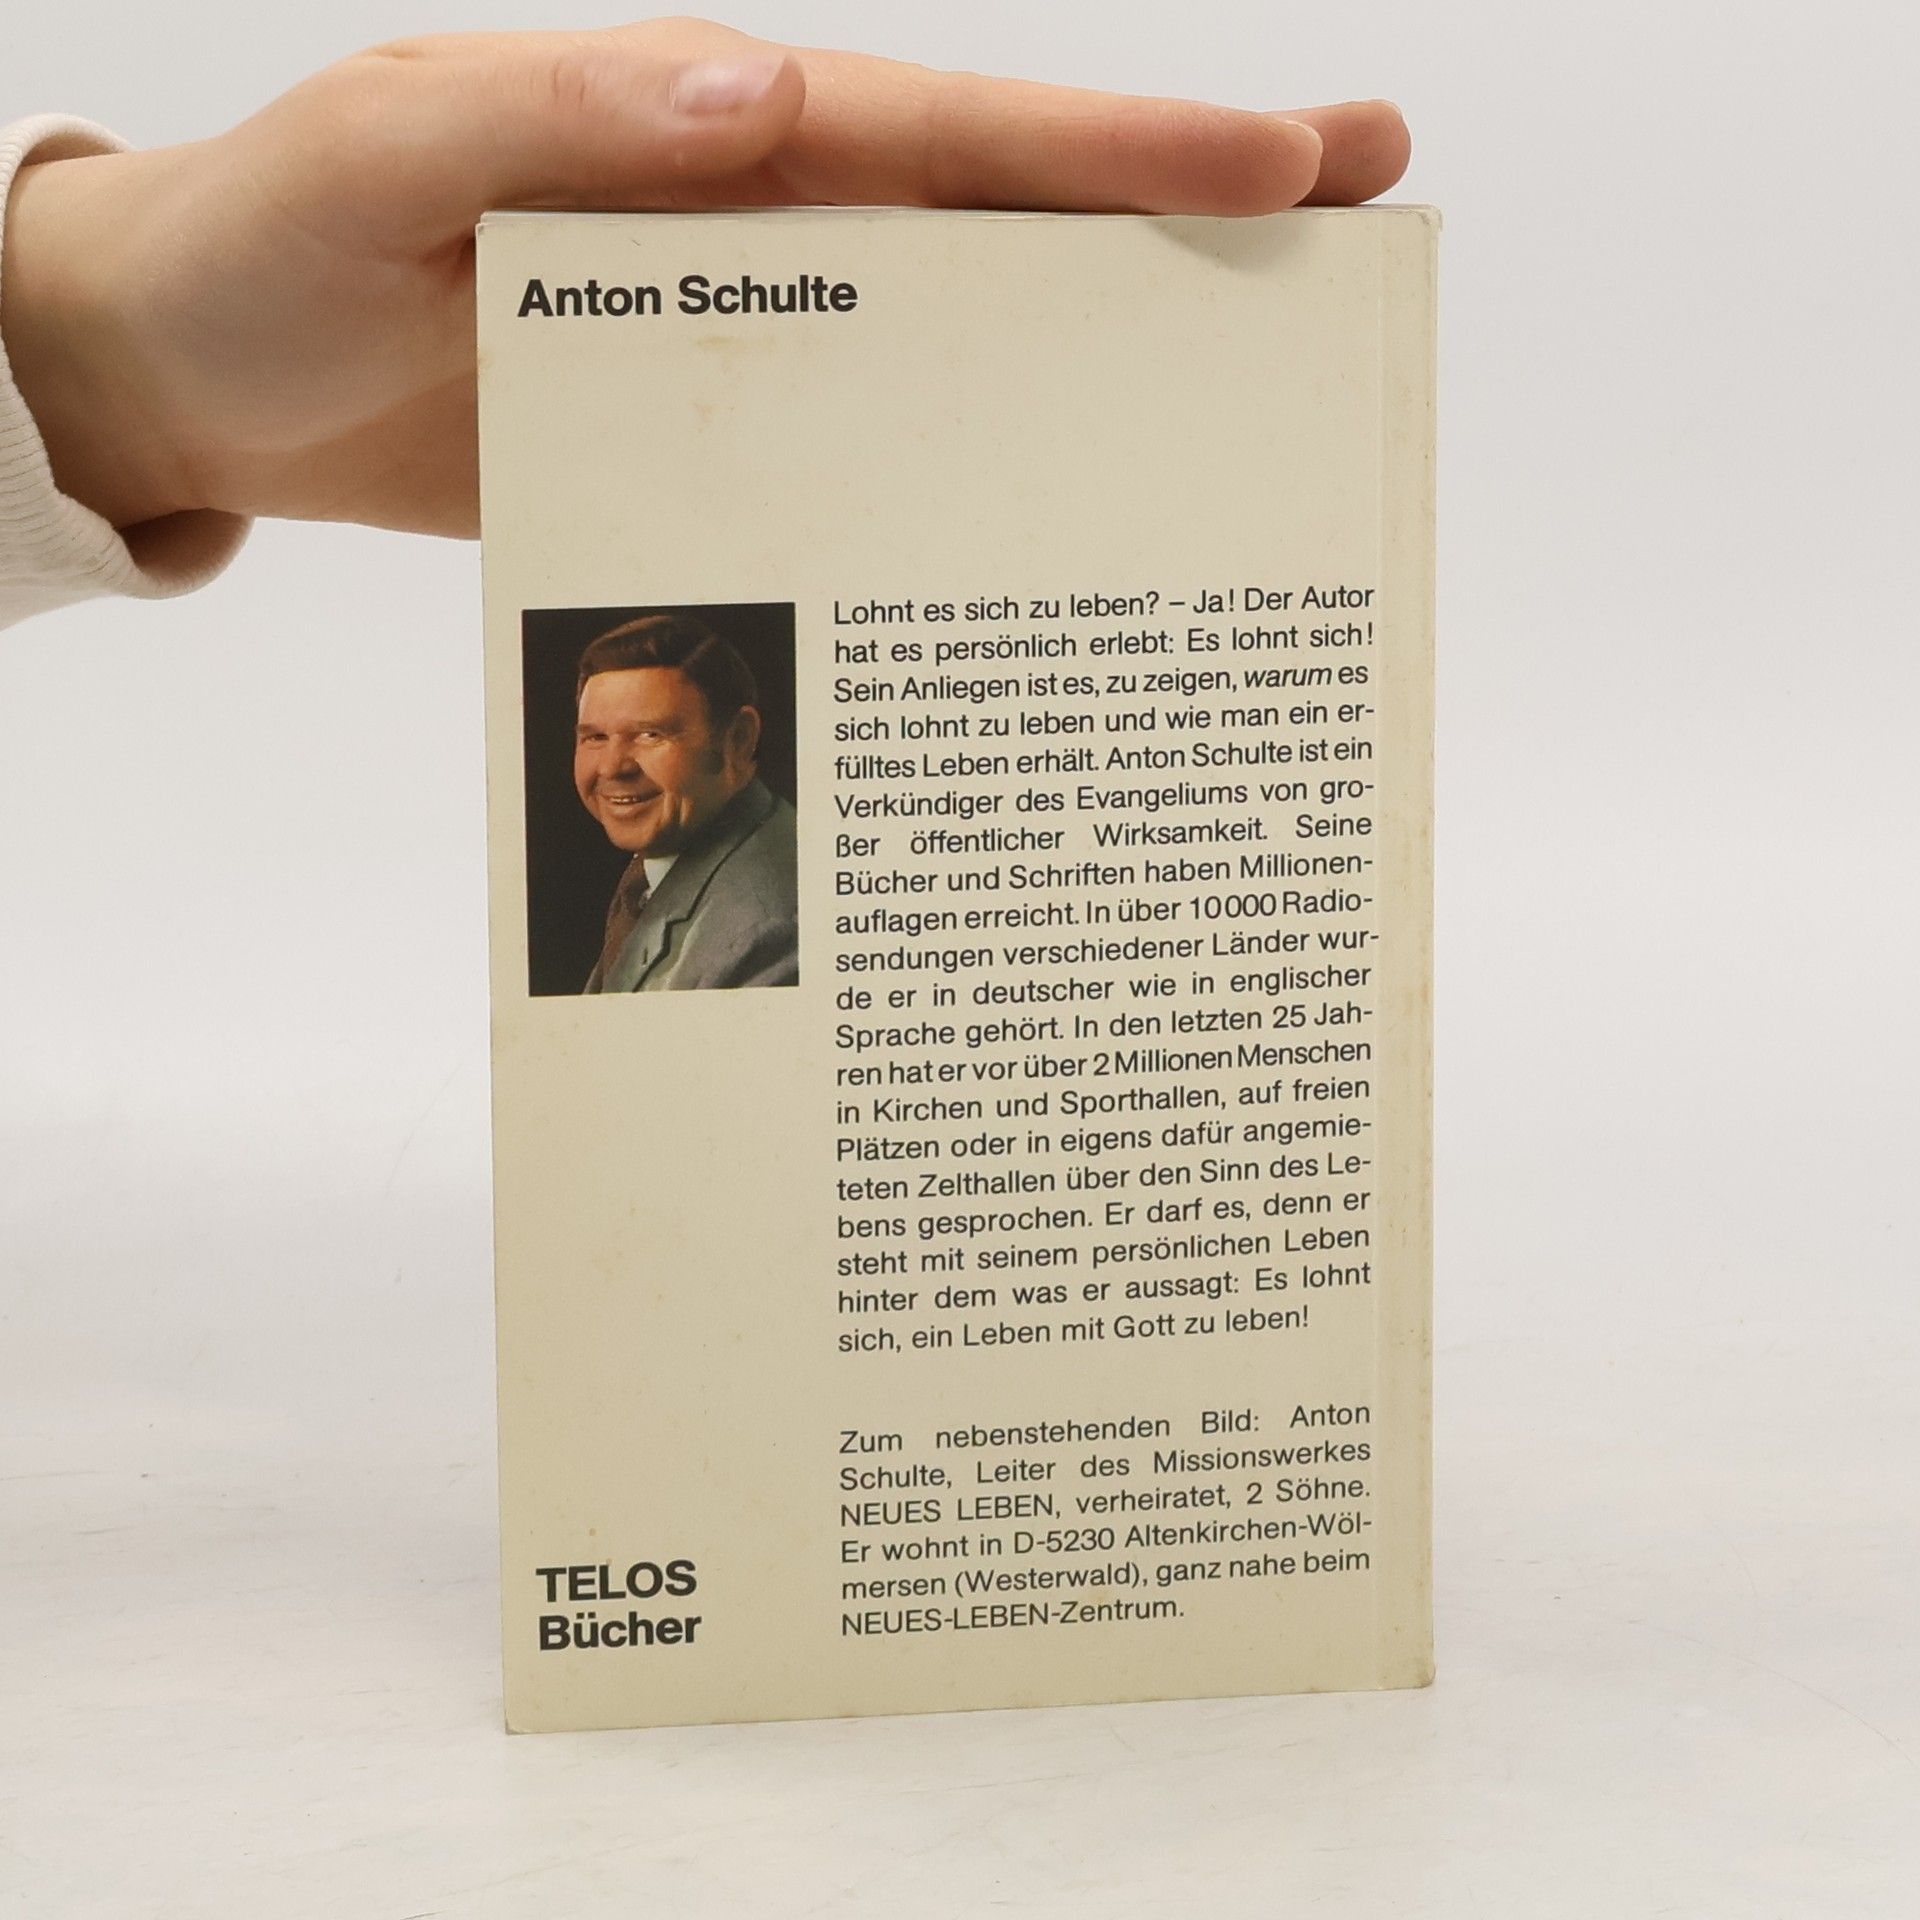 Anton Schulte
Lohnt es sich zu leben? – Ja! Der Autor
hat es persönlich erlebt: Es lohnt sich!
Sein Anliegen ist es, zu zeigen, warum es
sich lohnt zu leben und wie man ein er-
fülltes Leben erhält. Anton Schulte ist ein
Verkündiger des Evangeliums von gro-
ßer öffentlicher Wirksamkeit. Seine
Bücher und Schriften haben Millionen-
auflagen erreicht. In über 10000 Radio-
sendungen verschiedener Länder wur-
de er in deutscher wie in englischer
Sprache gehört. In den letzten 25 Jah-
ren hat er vor über 2 Millionen Menschen
in Kirchen und Sporthallen, auf freien
Plätzen oder in eigens dafür angemie-
teten Zelthallen über den Sinn des Le-
bens gesprochen. Er darf es, denn er
steht mit seinem persönlichen Leben
hinter dem was er aussagt: Es lohnt
sich, ein Leben mit Gott zu leben!
Zum nebenstehenden Bild: Anton
Schulte, Leiter des Missionswerkes
NEUES LEBEN, verheiratet, 2 Söhne.
Er wohnt in D-5230 Altenkirchen-Wöl-
mersen (Westerwald), ganz nahe beim
NEUES-LEBEN-Zentrum.
TELOS
Bücher